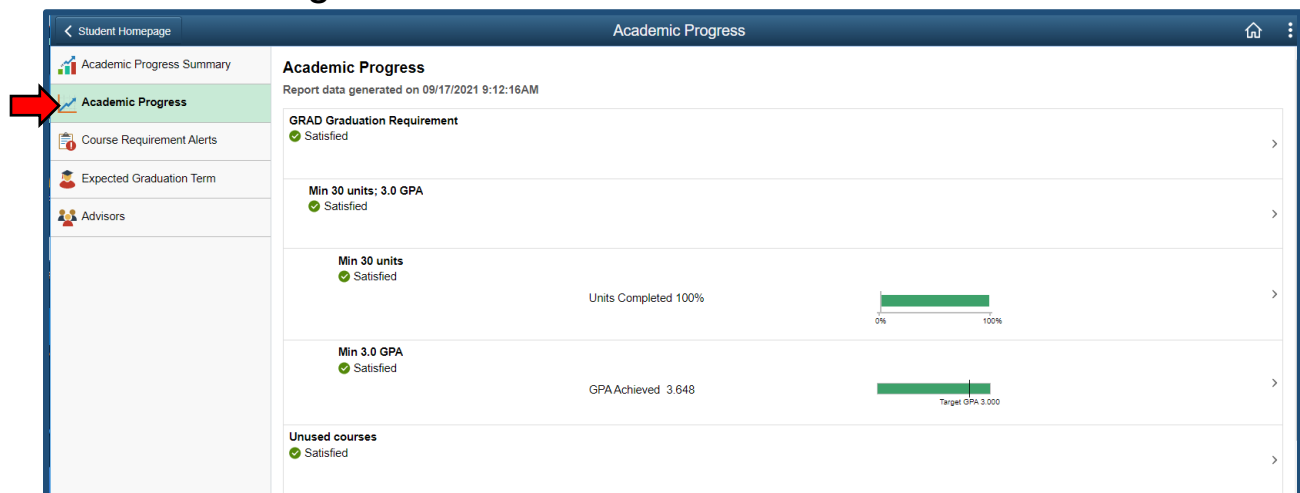 Student Homepage
Academic Progress
Academic Progress Summary
Academic Progress
Course Requirement Alerts
Expected Graduation Term
Advisors
Academic Progress
Report data generated on 09/17/2021 9:12:16AM
GRAD Graduation Requirement
Satisfied
Min 30 units; 3.0 GPA
Satisfied
Min 30 units
Satisfied
Units Completed 100%
0% 100%
Min 3.0 GPA
Satisfied
GPA Achieved 3.648
Target GPA 3.000
Unused courses
Satisfied